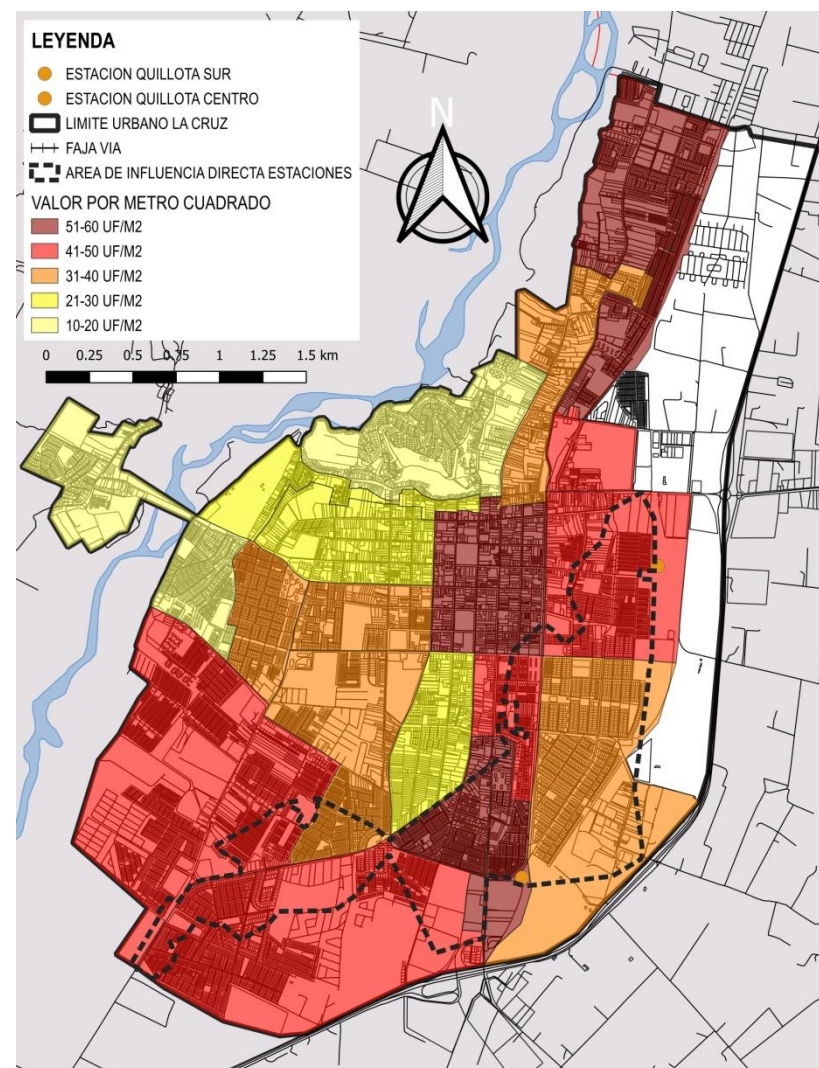 LEYENDA
ESTACION QUILLOTA SUR
ESTACION QUILLOTA CENTRO
LIMITE URBANO LA CRUZ
FAJA VIA
AREA DE INFLUENCIA DIRECTA ESTACIONES
VALOR POR METRO CUADRADO
51-60 UF/M2
41-50 UF/M2
31-40 UF/M2
21-30 UF/M2
10-20 UF/M2
0 0.25 0.5 0.75 1 1.25 1.5 km
N